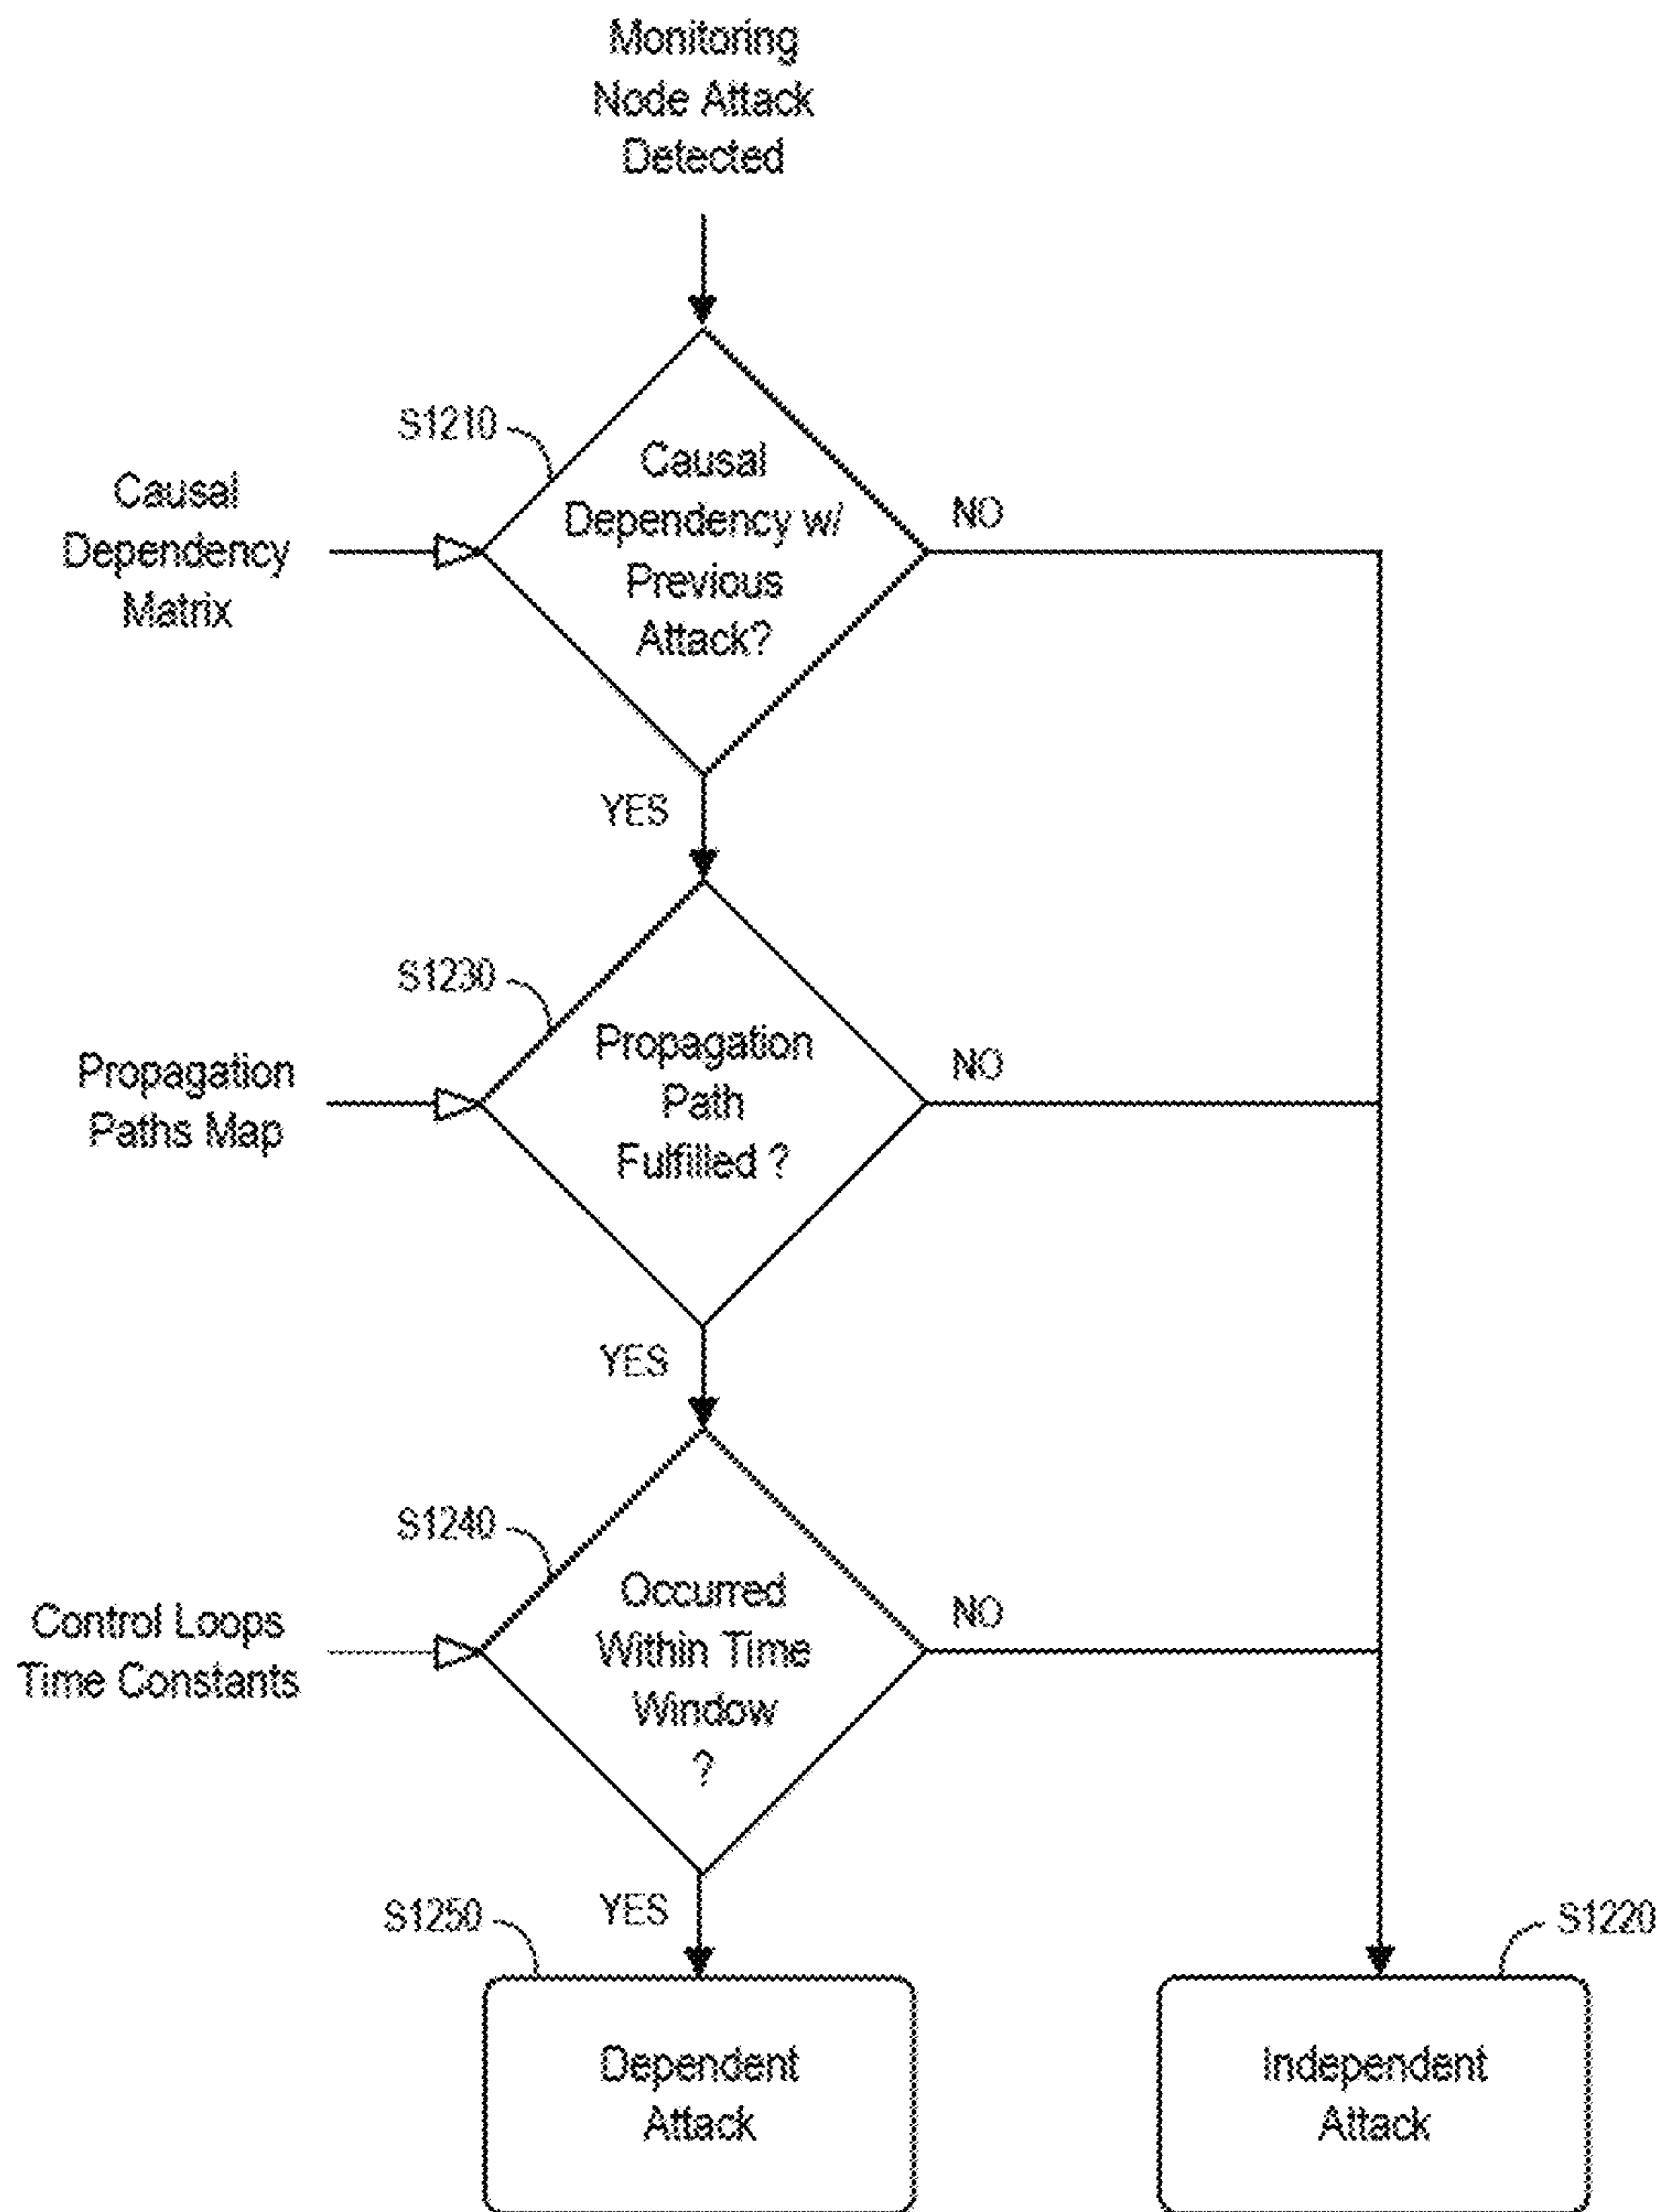 Monitoring
Node Attack
Detected
S1210
Causal
Dependency
Matrix
Causal
Dependency w/
Previous
Attack?
NO
YES
S1230
Propagation
Paths Map
Propagation
Path
Fulfilled ?
NO
YES
S1240
Control Loops
Time Constants
Occurred
Within Time
Window
?
NO
YES
S1250
Dependent
Attack
S1220
Independent
Attack